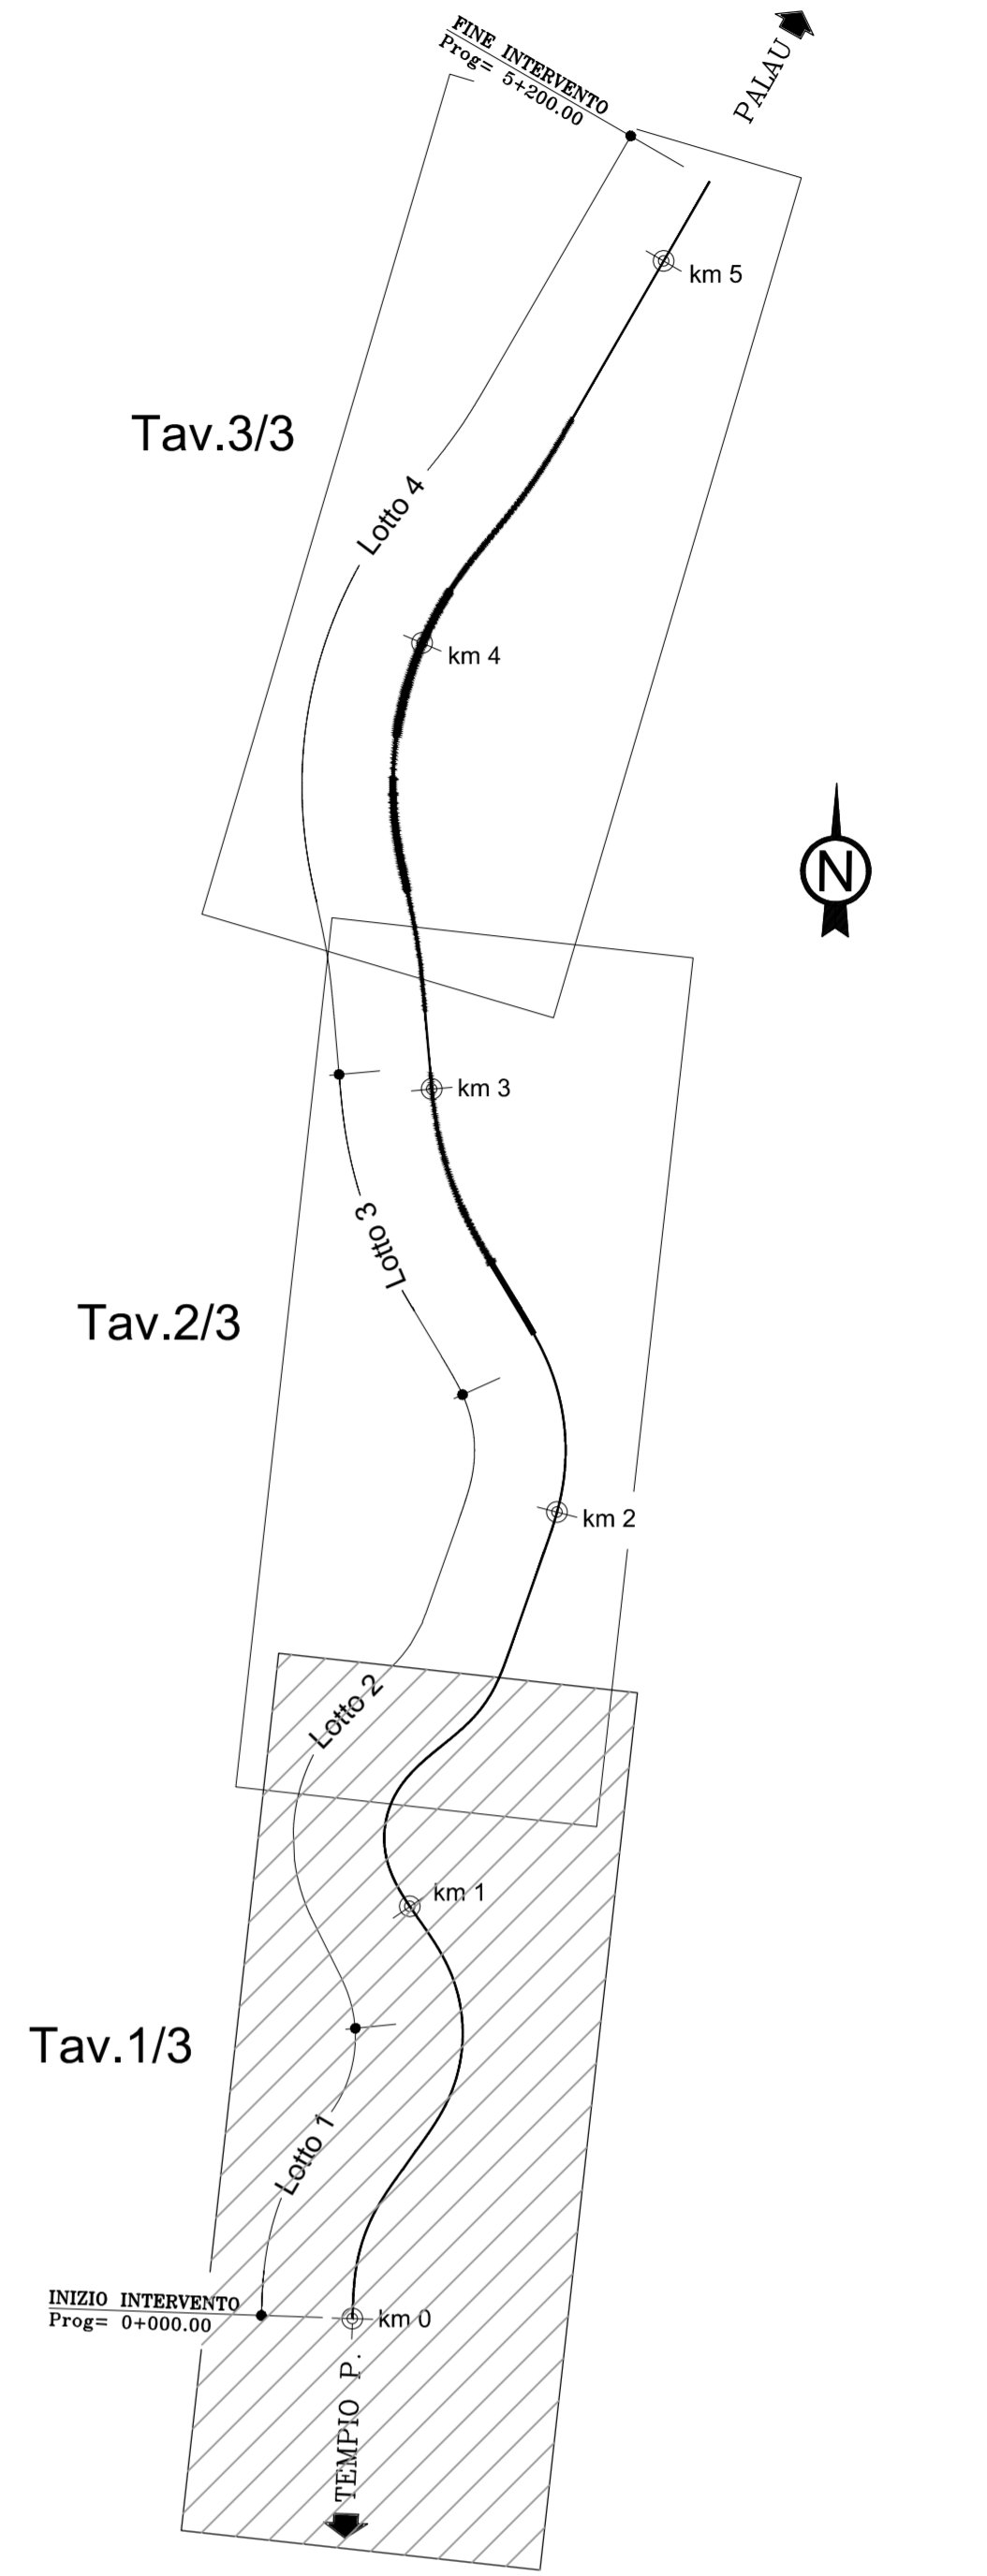 FINE INTERVENTO
Prog= 5+200.00
PALAU
km 5
Tav.3/3
Lotto 4
km 4
N
km 3
Lotto 3
Tav.2/3
km 2
Lotto 2
km 1
Tav.1/3
Lotto 1
INIZIO INTERVENTO
Prog= 0+000.00
km 0
TEMPIO P.